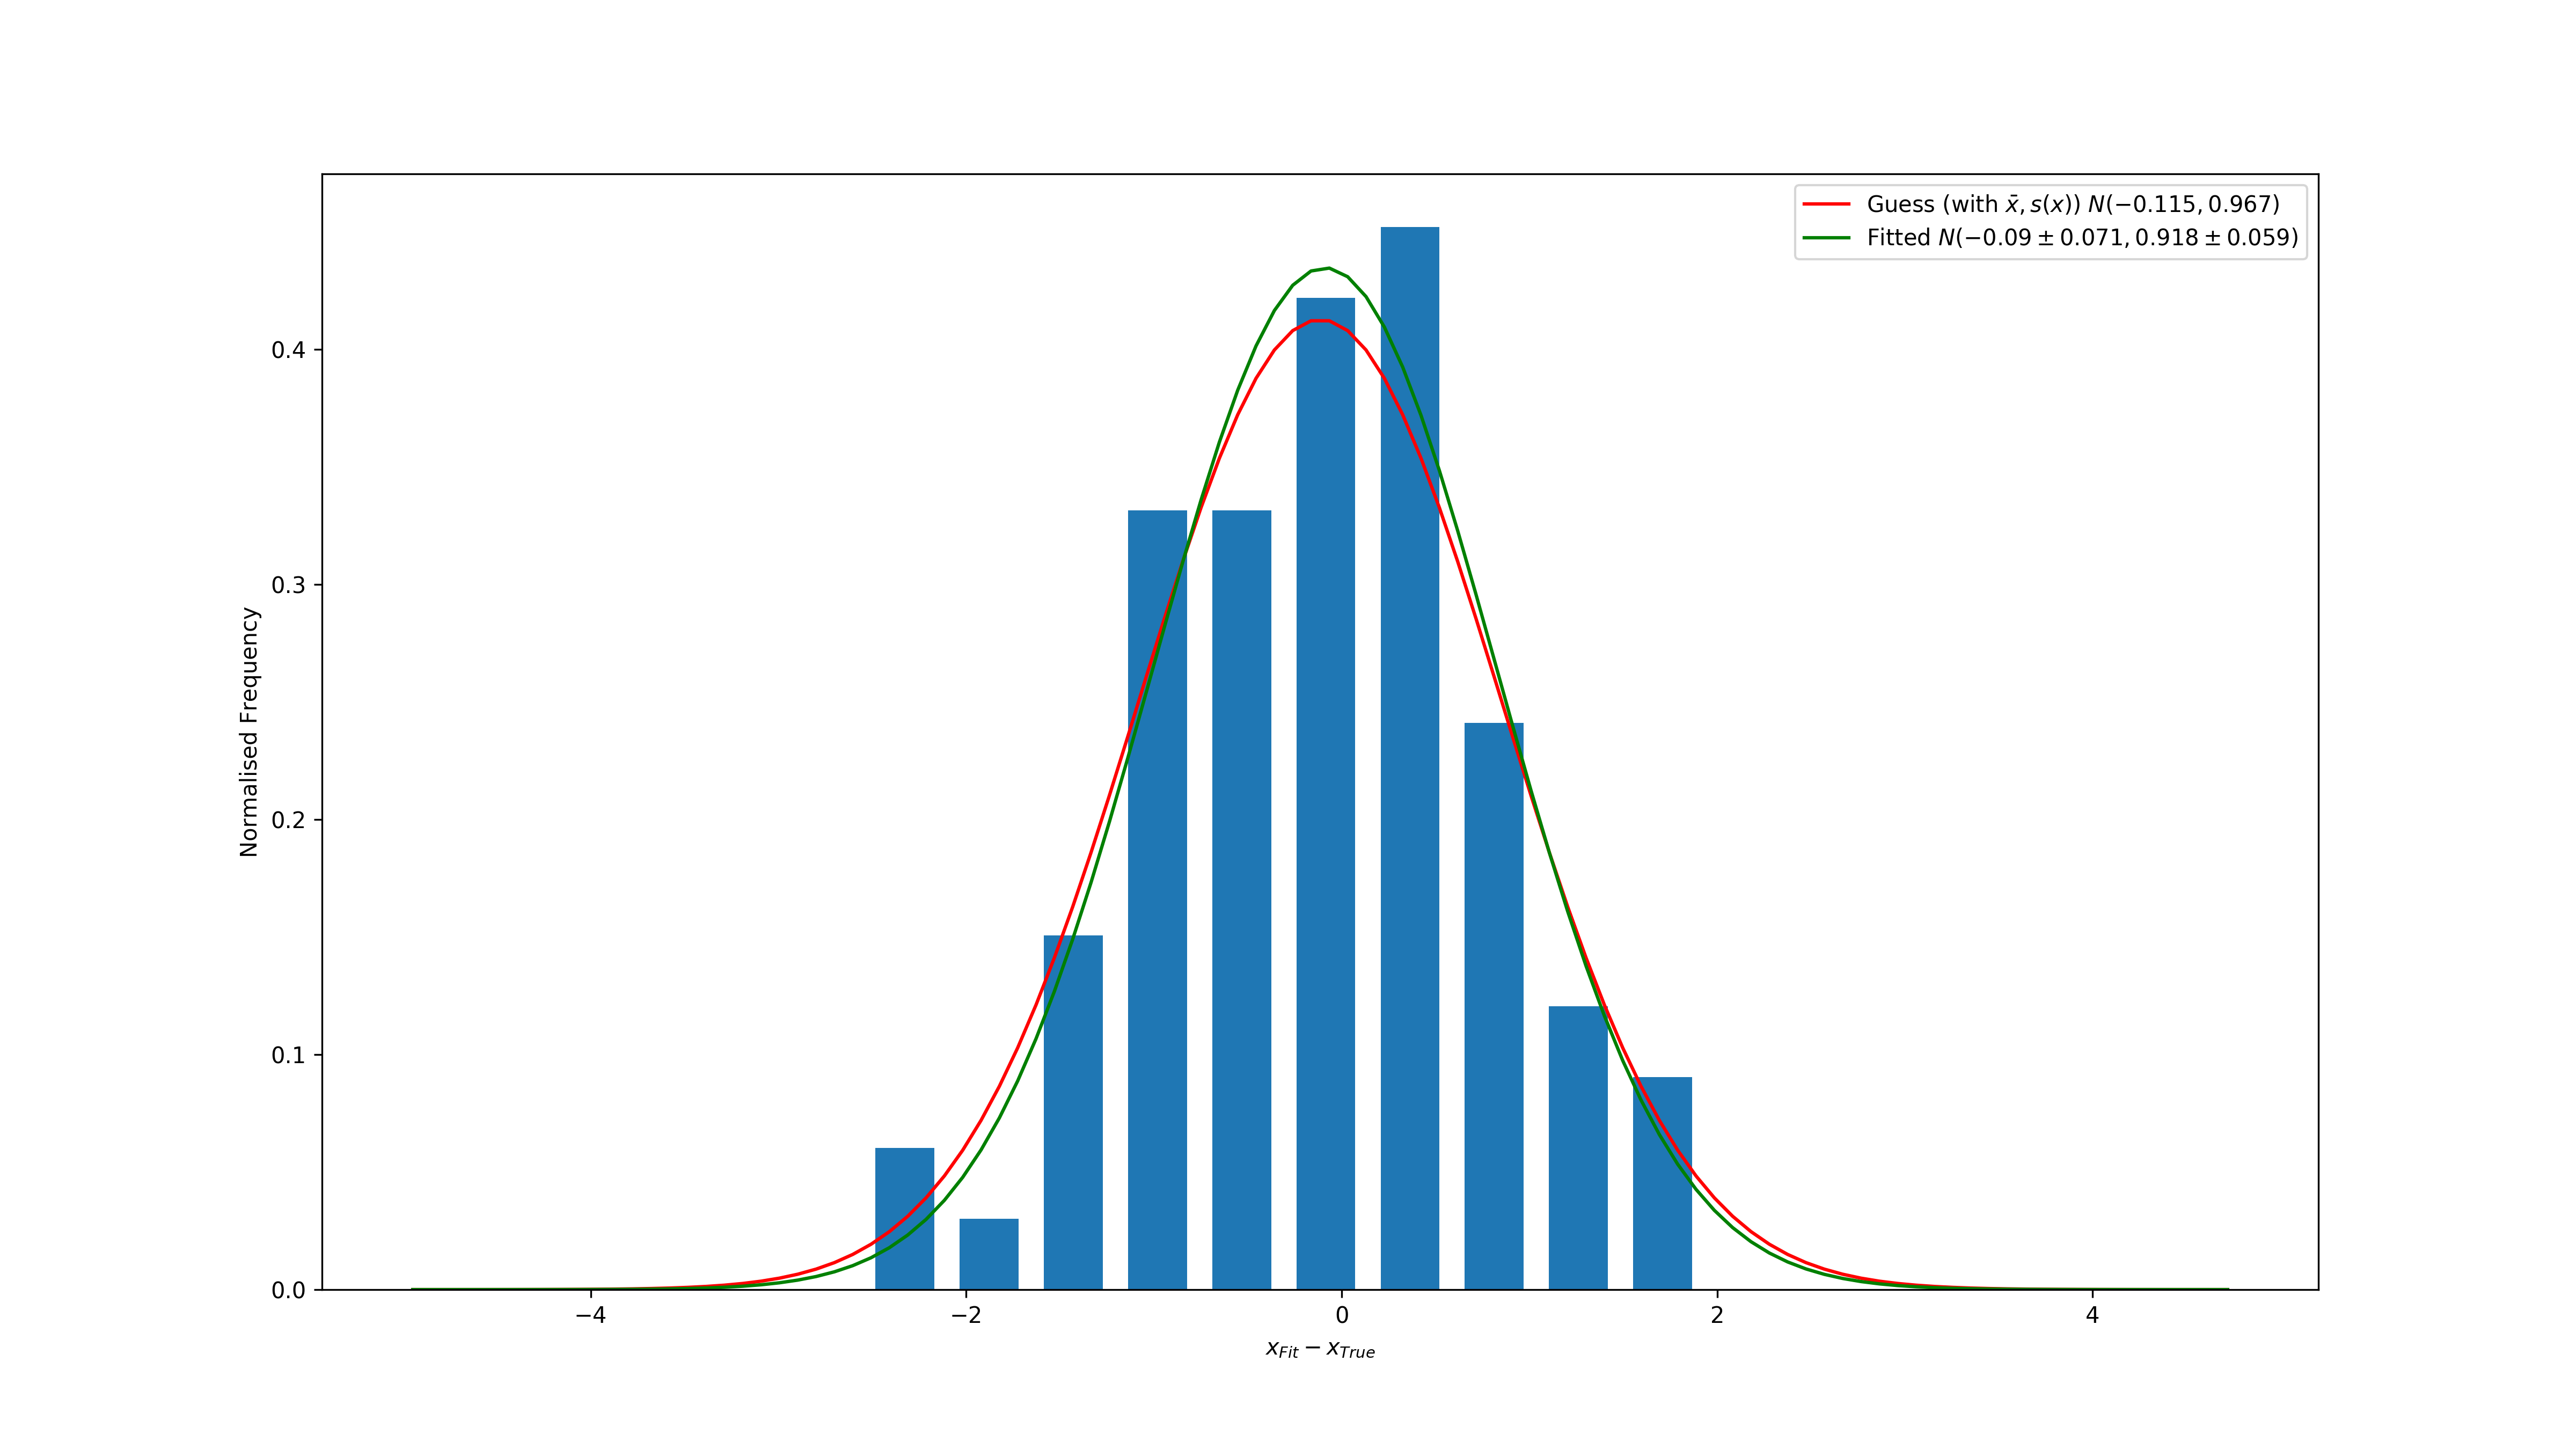 Guess (with x̄, s(x)) N(−0.115, 0.967)
Fitted N(−0.09 ± 0.071, 0.918 ± 0.059)
Normalised Frequency
0.4
0.3
0.2
0.1
0.0
−4 −2 0 2 4
x_Fit − x_True